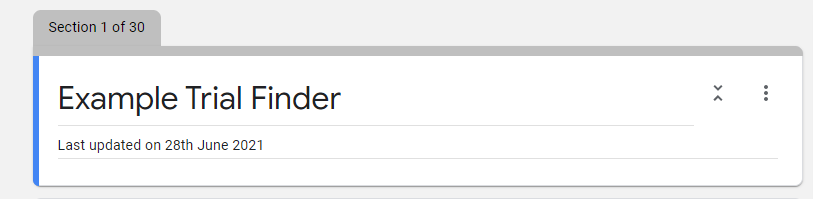 Section 1 of 30
Example Trial Finder
Last updated on 28th June 2021